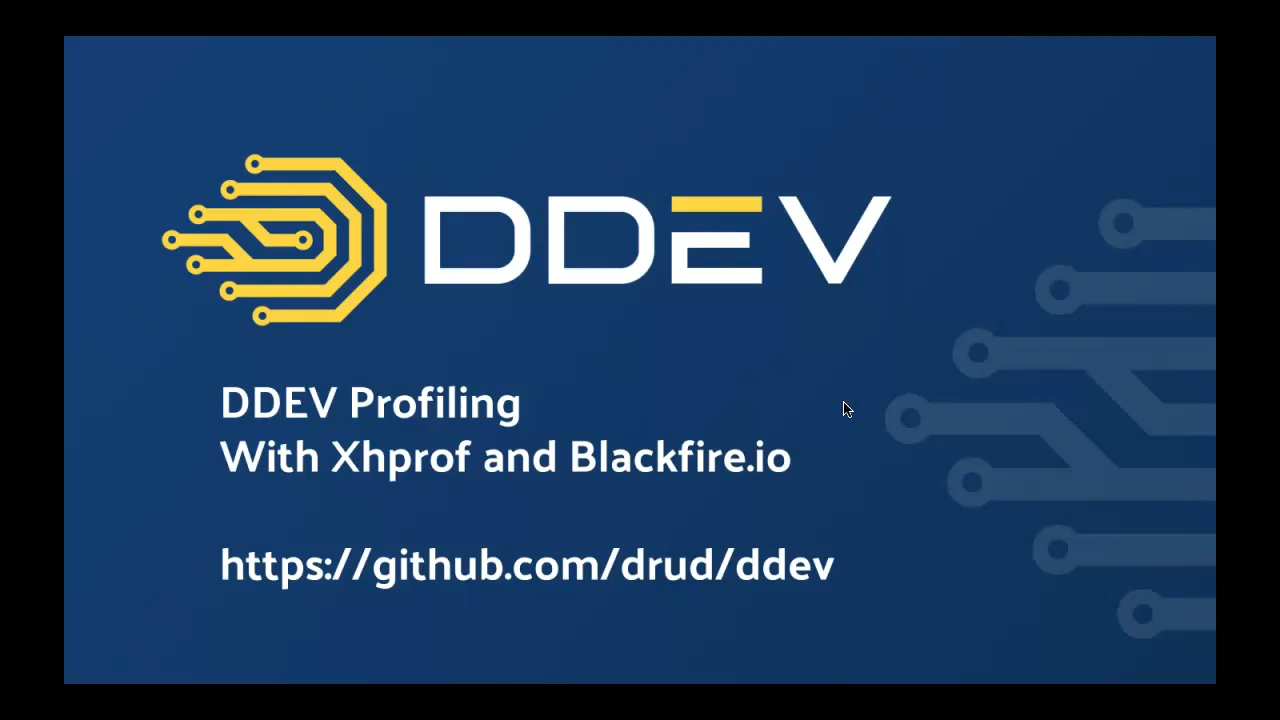 DDEV
DDEV Profiling
With Xhprof and Blackfire.io
https://github.com/drud/ddev